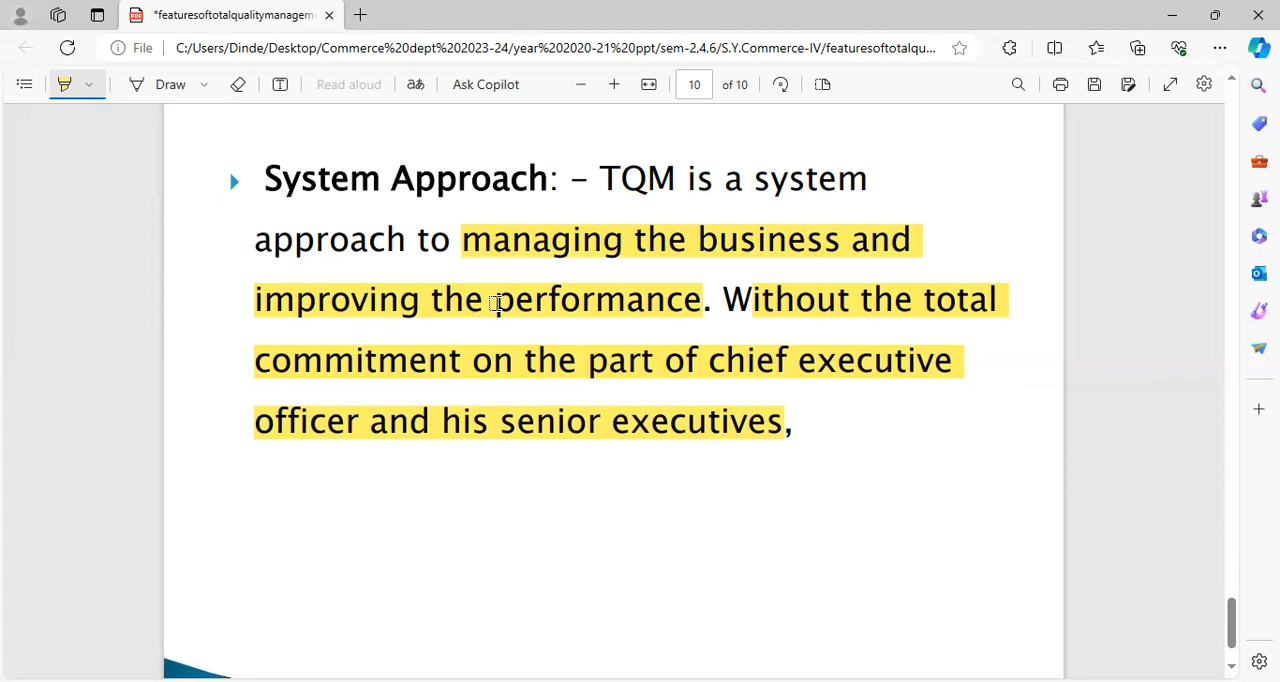 *featuresoftotalqualitymanagem
File
C:/Users/Dinde/Desktop/Commerce%20dept%202023-24/year%202020-21%20ppt/sem-2,4,6/S.Y.Commerce-IV/featuresoftotalqu...
Draw
Read aloud
aあ
Ask Copilot
10
of 10
System Approach: – TQM is a system
approach to managing the business and
improving the performance. Without the total
commitment on the part of chief executive
officer and his senior executives,